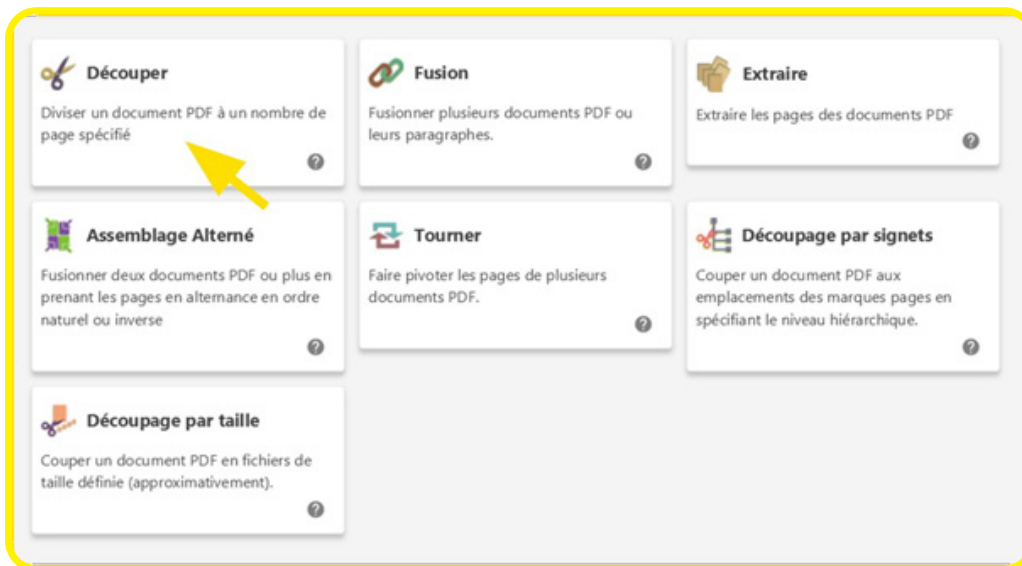 Découper
Diviser un document PDF à un nombre de
page spécifié
Fusion
Fusionner plusieurs documents PDF ou
leurs paragraphes.
Extraire
Extraire les pages des documents PDF
Assemblage Alterné
Fusionner deux documents PDF ou plus en
prenant les pages en alternance en ordre
naturel ou inverse
Tourner
Faire pivoter les pages de plusieurs
documents PDF.
Découpage par signets
Couper un document PDF aux
emplacements des marques pages en
spécifiant le niveau hiérarchique.
Découpage par taille
Couper un document PDF en fichiers de
taille définie (approximativement).